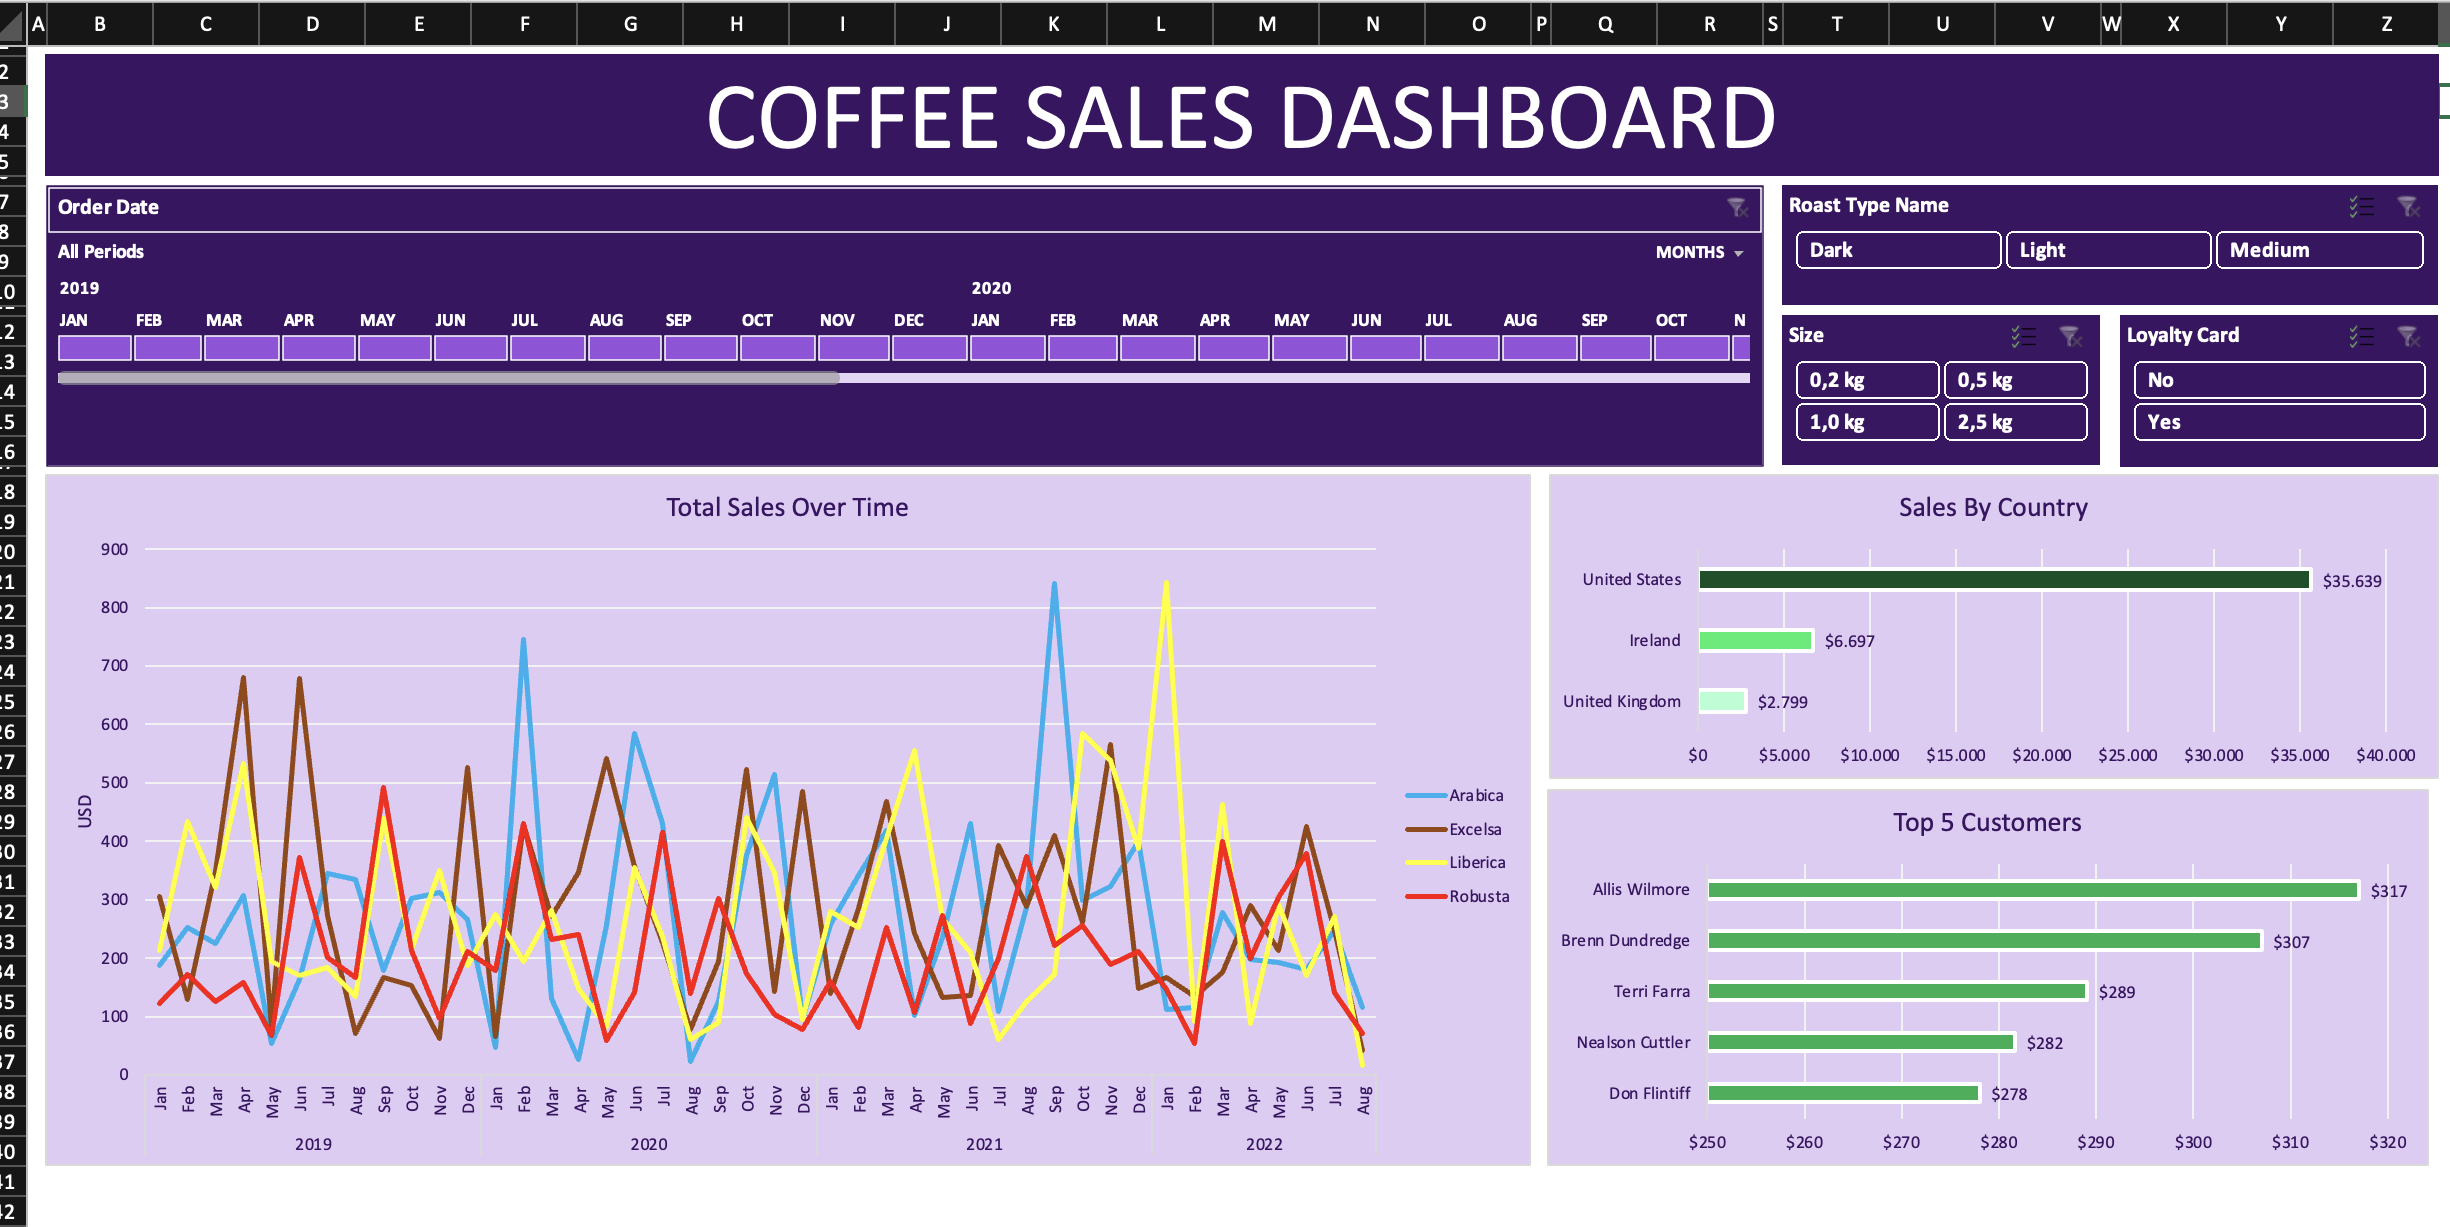 A B C D E F G H I J K L M N O P Q R S T U V W X Y Z
2
3
4
5
7
8
9
10
12
13
14
15
16
18
19
20
21
22
23
24
25
26
27
28
29
30
31
32
33
34
35
36
37
38
39
40
41
42
COFFEE SALES DASHBOARD
Order Date
All Periods MONTHS
2019 2020
JAN FEB MAR APR MAY JUN JUL AUG SEP OCT NOV DEC JAN FEB MAR APR MAY JUN JUL AUG SEP OCT N
Roast Type Name
Dark Light Medium
Size
0,2 kg 0,5 kg
1,0 kg 2,5 kg
Loyalty Card
No
Yes
Total Sales Over Time
900
800
700
600
500
400
300
200
100
0
USD
Jan Feb Mar Apr May Jun Jul Aug Sep Oct Nov Dec Jan Feb Mar Apr May Jun Jul Aug Sep Oct Nov Dec Jan Feb Mar Apr May Jun Jul Aug Sep Oct Nov Dec Jan Feb Mar Apr May Jun Jul Aug
2019 2020 2021 2022
Arabica
Excelsa
Liberica
Robusta
Sales By Country
United States $35.639
Ireland $6.697
United Kingdom $2.799
$0 $5.000 $10.000 $15.000 $20.000 $25.000 $30.000 $35.000 $40.000
Top 5 Customers
Allis Wilmore $317
Brenn Dundredge $307
Terri Farra $289
Nealson Cuttler $282
Don Flintiff $278
$250 $260 $270 $280 $290 $300 $310 $320